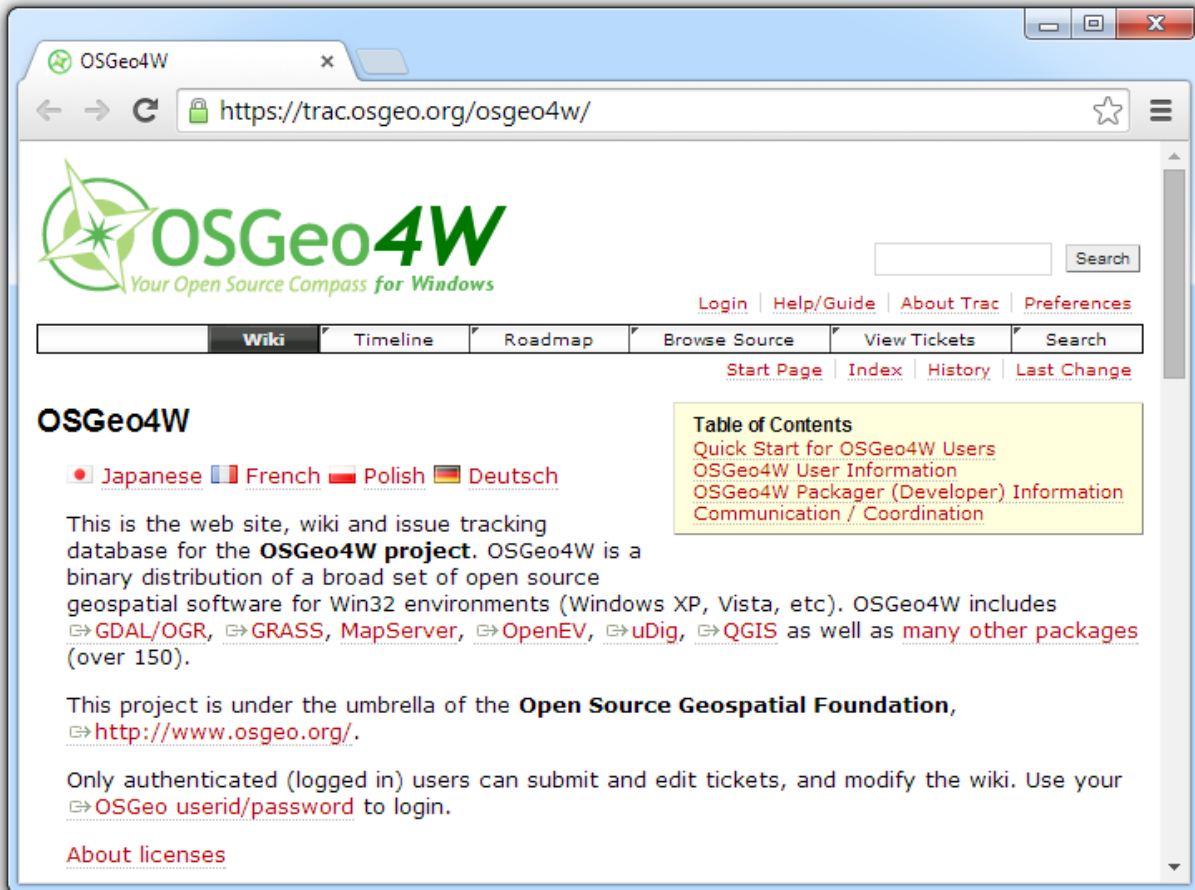 OSGeo4W
https://trac.osgeo.org/osgeo4w/
OSGeo4W
Your Open Source Compass for Windows
Search
Login Help/Guide About Trac Preferences
Wiki Timeline Roadmap Browse Source View Tickets Search
Start Page Index History Last Change
OSGeo4W
Table of Contents
Quick Start for OSGeo4W Users
OSGeo4W User Information
OSGeo4W Packager (Developer) Information
Communication / Coordination
Japanese French Polish Deutsch
This is the web site, wiki and issue tracking
database for the OSGeo4W project. OSGeo4W is a
binary distribution of a broad set of open source
geospatial software for Win32 environments (Windows XP, Vista, etc). OSGeo4W includes
GDAL/OGR, GRASS, MapServer, OpenEV, uDig, QGIS as well as many other packages
(over 150).
This project is under the umbrella of the Open Source Geospatial Foundation,
http://www.osgeo.org/.
Only authenticated (logged in) users can submit and edit tickets, and modify the wiki. Use your
OSGeo userid/password to login.
About licenses